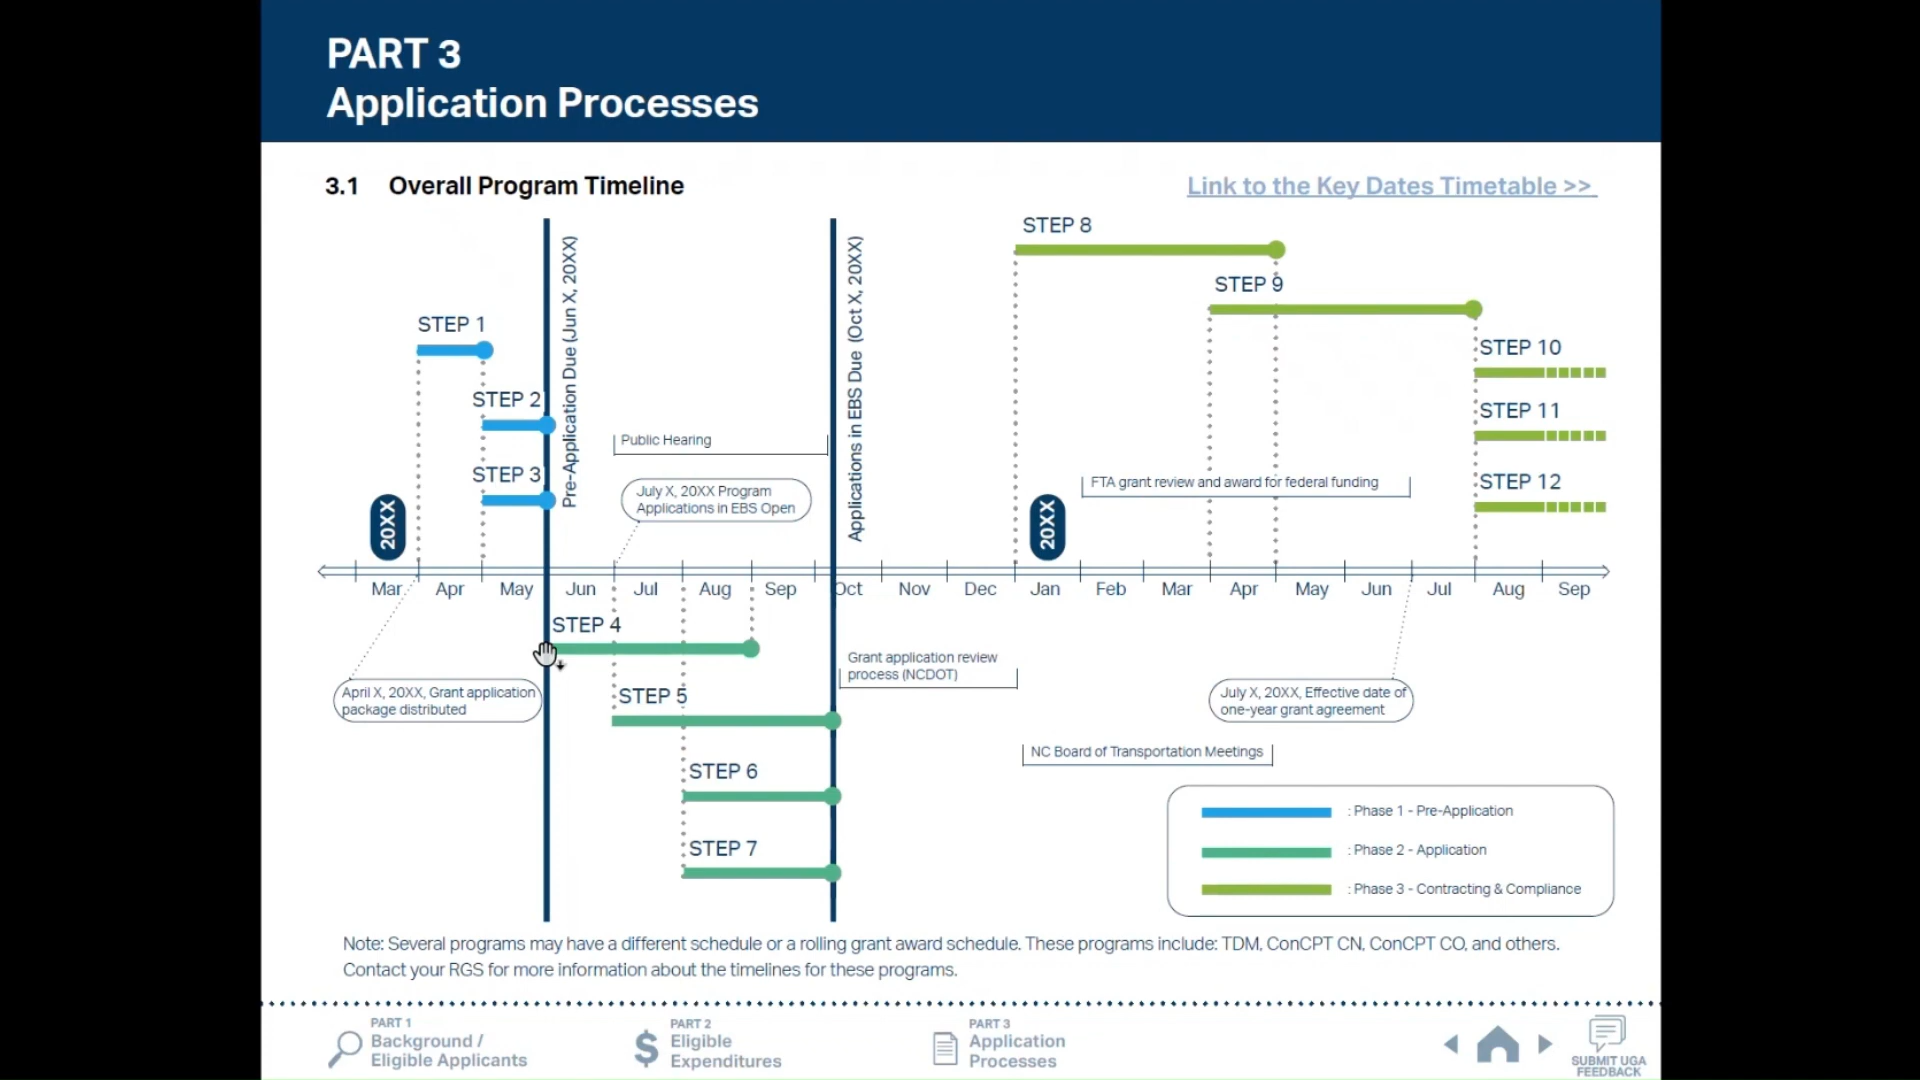 PART 3
Application Processes
3.1 Overall Program Timeline
Link to the Key Dates Timetable >>
STEP 8
STEP 9
STEP 1
STEP 10
STEP 2
STEP 11
STEP 3
STEP 12
Pre-Application Due (Jun X, 20XX)
Applications in EBS Due (Oct X, 20XX)
Public Hearing
July X, 20XX Program
Applications in EBS Open
FTA grant review and award for federal funding
20XX
20XX
Mar Apr May Jun Jul Aug Sep Oct Nov Dec Jan Feb Mar Apr May Jun Jul Aug Sep
STEP 4
Grant application review
process (NCDOT)
April X, 20XX, Grant application
package distributed
STEP 5
July X, 20XX, Effective date of
one-year grant agreement
NC Board of Transportation Meetings
STEP 6
STEP 7
: Phase 1 - Pre-Application
: Phase 2 - Application
: Phase 3 - Contracting & Compliance
Note: Several programs may have a different schedule or a rolling grant award schedule. These programs include: TDM, ConCPT CN, ConCPT CO, and others.
Contact your RGS for more information about the timelines for these programs.
PART 1
Background /
Eligible Applicants
PART 2
Eligible
Expenditures
PART 3
Application
Processes
SUBMIT UGA
FEEDBACK